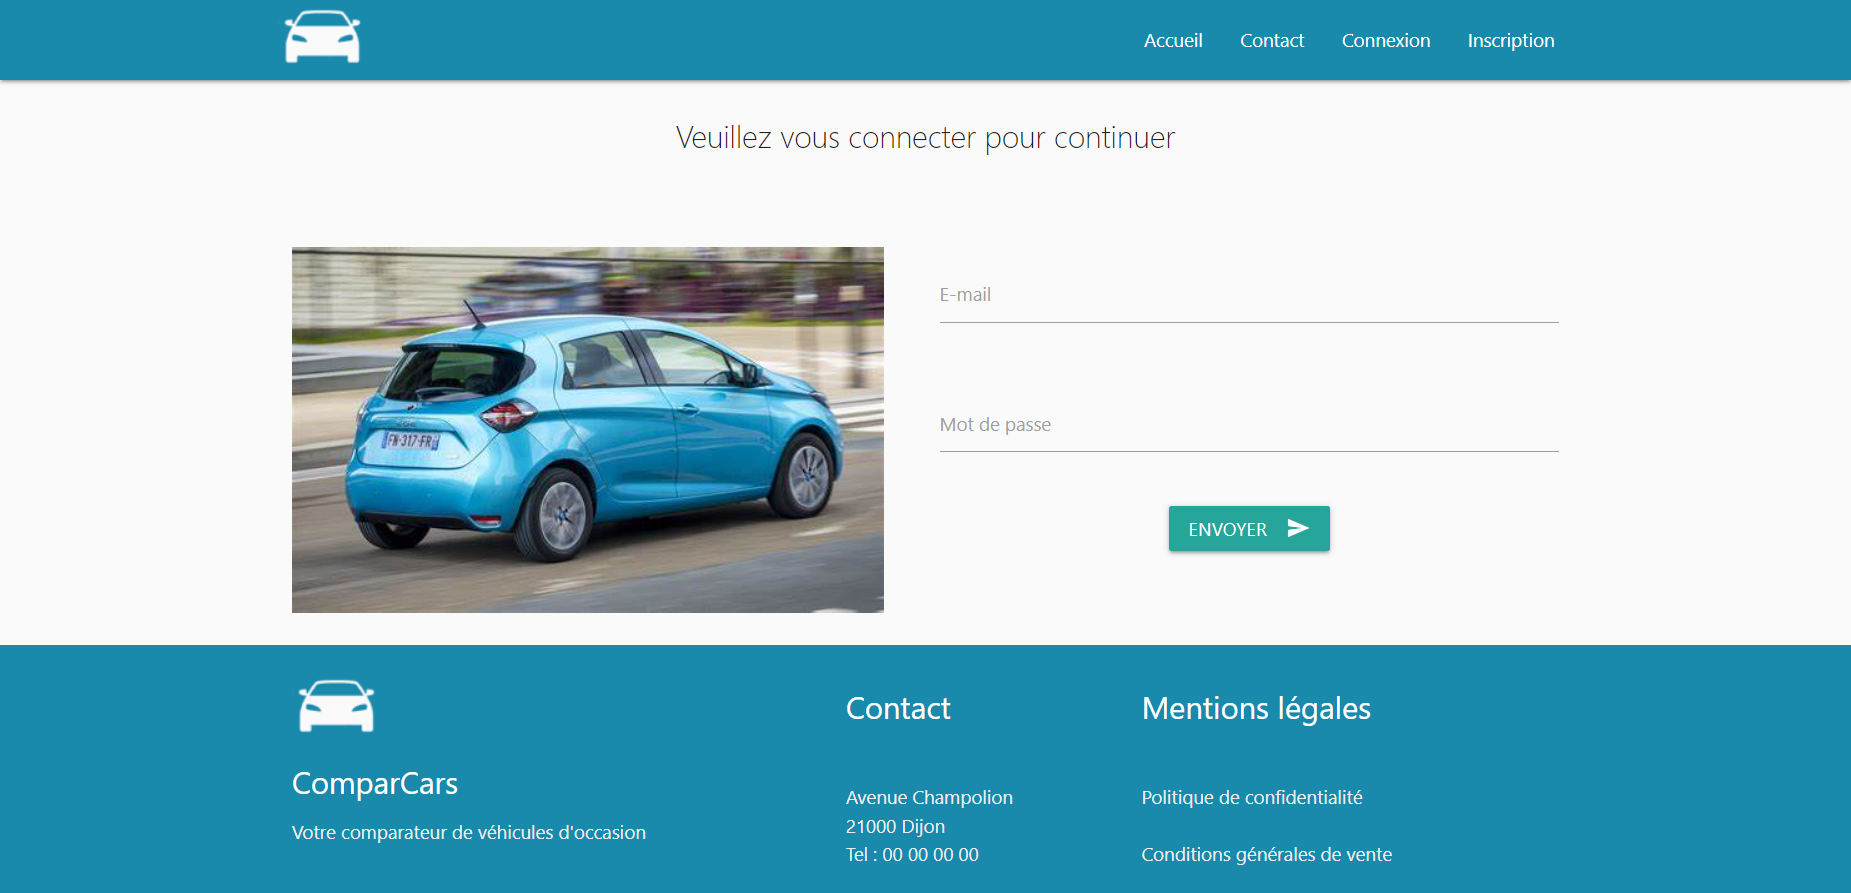 Accueil Contact Connexion Inscription
Veuillez vous connecter pour continuer
FN-317-FR
E-mail
Mot de passe
ENVOYER
ComparCars
Votre comparateur de véhicules d'occasion
Contact
Avenue Champolion
21000 Dijon
Tel : 00 00 00 00
Mentions légales
Politique de confidentialité
Conditions générales de vente